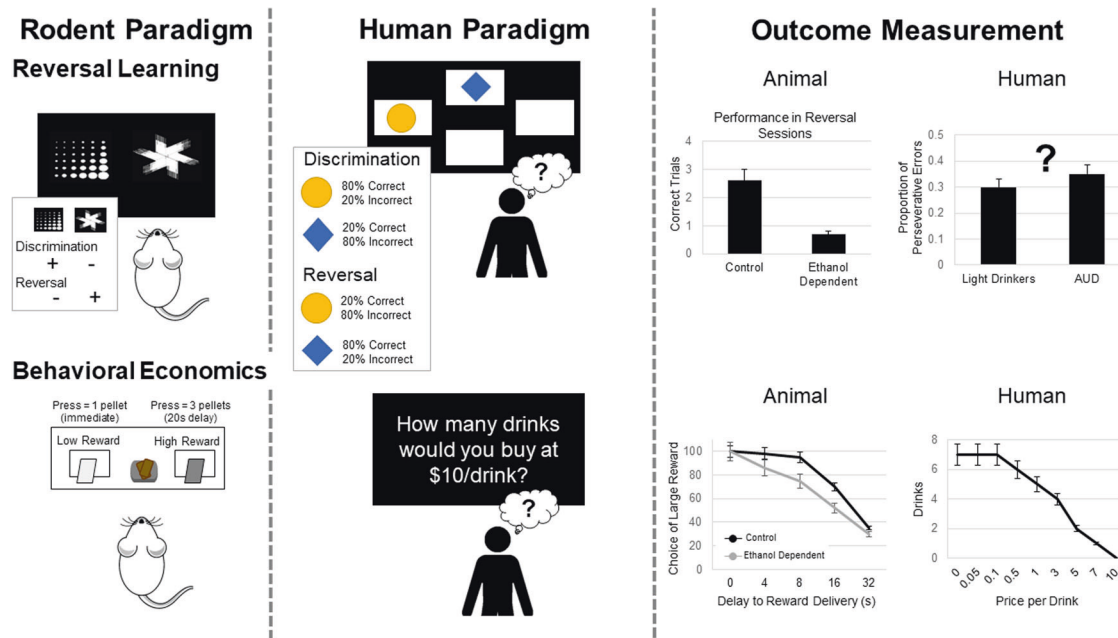 Rodent Paradigm
Human Paradigm
Outcome Measurement
Reversal Learning
Discrimination
+ -
Reversal
- +
Discrimination
80% Correct
20% Incorrect
20% Correct
80% Incorrect
Reversal
20% Correct
80% Incorrect
80% Correct
20% Incorrect
?
Animal
Performance in Reversal
Sessions
Correct Trials
4
3
2
1
0
Control
Ethanol
Dependent
Human
Proportion of
Perseverative Errors
0.5
0.4
0.3
0.2
0.1
0
?
Light Drinkers
AUD
Behavioral Economics
Press = 1 pellet
(immediate)
Press = 3 pellets
(20s delay)
Low Reward
High Reward
How many drinks
would you buy at
$10/drink?
?
Animal
Choice of Large Reward
100
80
60
40
20
0
Control
Ethanol Dependent
0 4 8 16 32
Delay to Reward Delivery (s)
Human
Drinks
8
6
4
2
0
0 0.05 0.1 0.5 1 3 5 7 10
Price per Drink